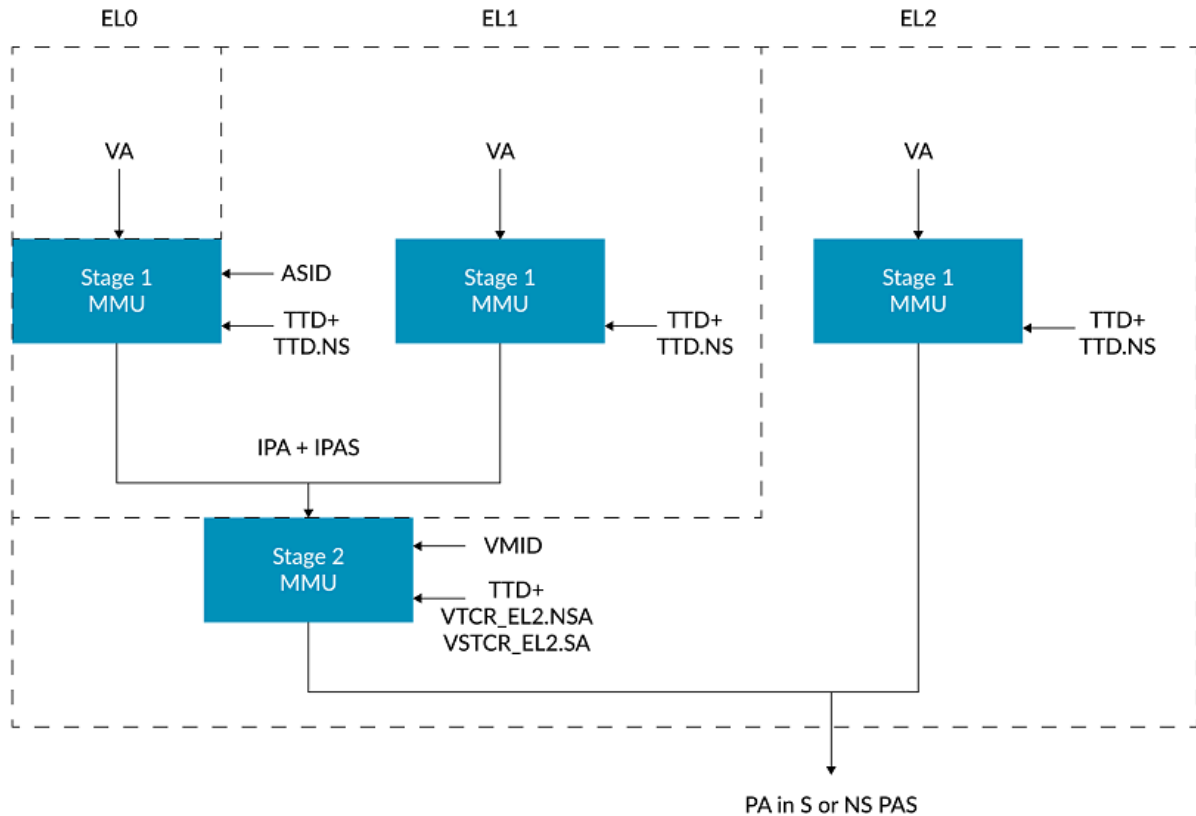 EL0
EL1
EL2
VA
VA
VA
Stage 1
MMU
ASID
TTD+
TTD.NS
Stage 1
MMU
TTD+
TTD.NS
Stage 1
MMU
TTD+
TTD.NS
IPA + IPAS
Stage 2
MMU
VMID
TTD+
VTCR_EL2.NSA
VSTCR_EL2.SA
PA in S or NS PAS